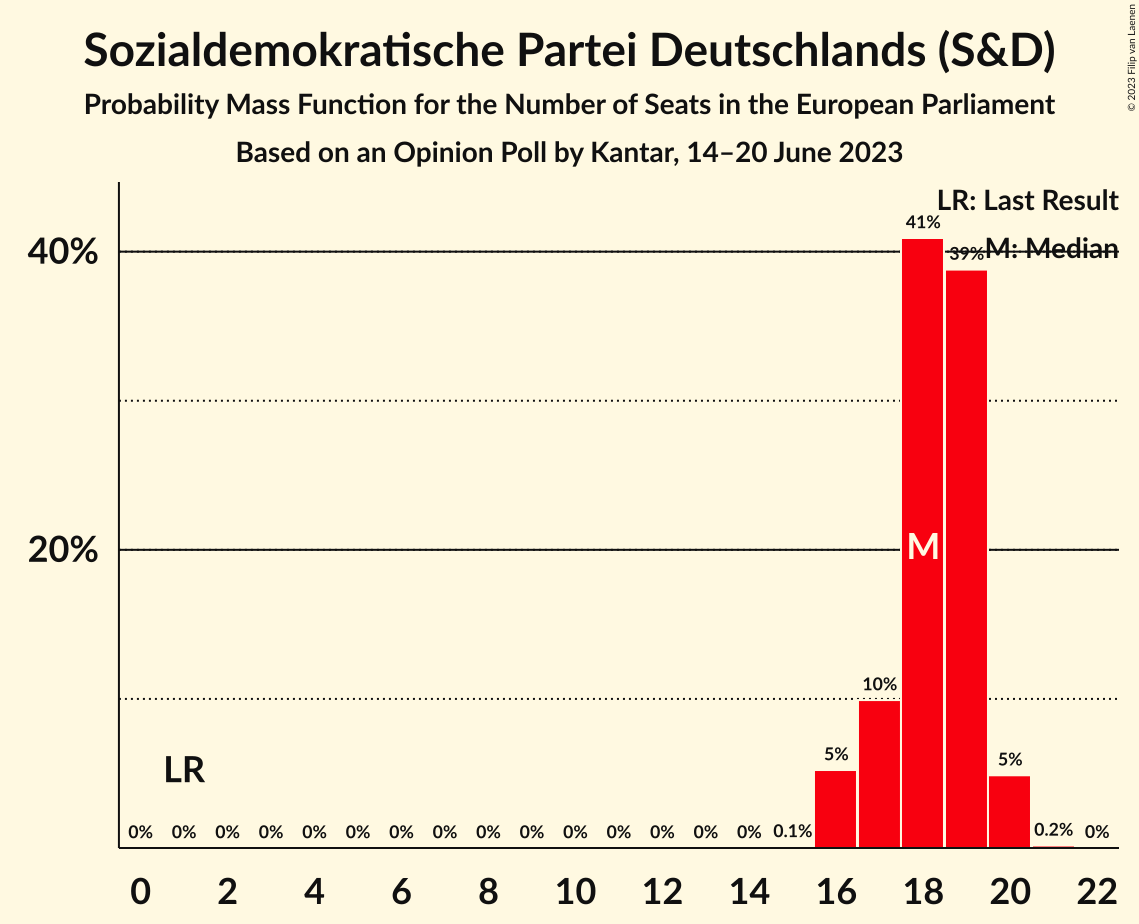 Sozialdemokratische Partei Deutschlands (S&D)
Probability Mass Function for the Number of Seats in the European Parliament
Based on an Opinion Poll by Kantar, 14–20 June 2023
© 2023 Filip van Laenen
LR: Last Result
M: Median
40%
20%
41%
39%
M
10%
5%
5%
LR
0% 0% 0% 0% 0% 0% 0% 0% 0% 0% 0% 0% 0% 0% 0% 0.1% 0.2% 0%
0 2 4 6 8 10 12 14 16 18 20 22